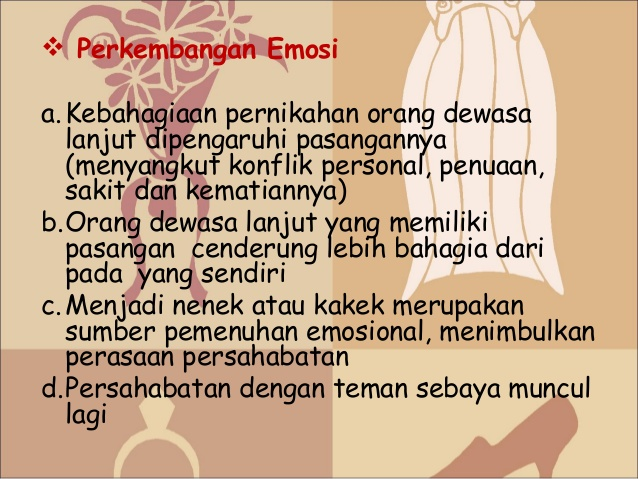 ❖ Perkembangan Emosi
a. Kebahagiaan pernikahan orang dewasa
lanjut dipengaruhi pasangannya
(menyangkut konflik personal, penuaan,
sakit dan kematiannya)
b. Orang dewasa lanjut yang memiliki
pasangan cenderung lebih bahagia dari
pada yang sendiri
c. Menjadi nenek atau kakek merupakan
sumber pemenuhan emosional, menimbulkan
perasaan persahabatan
d. Persahabatan dengan teman sebaya muncul
lagi